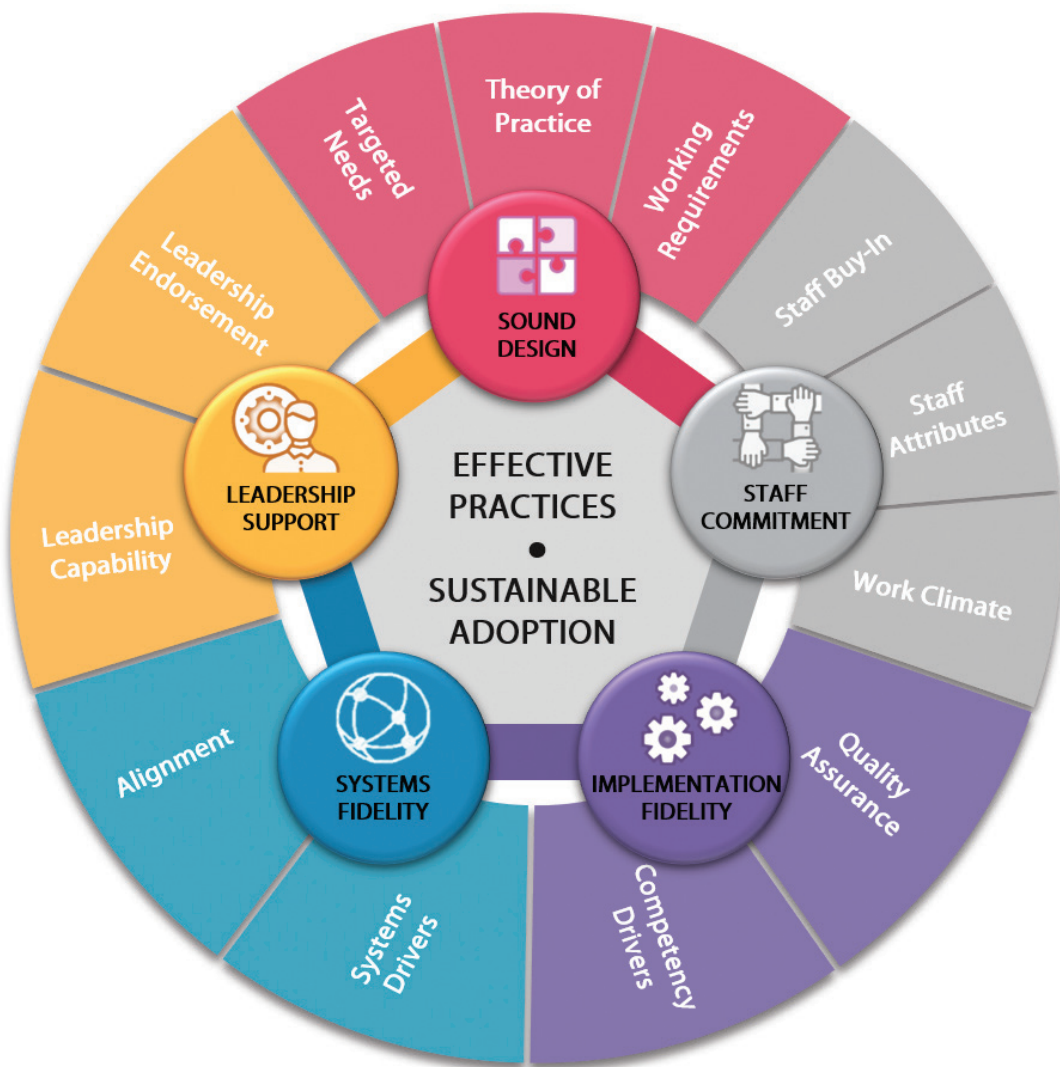 Theory of
Practice
Targeted
Needs
Working
Requirements
Leadership
Endorsement
Staff Buy-In
SOUND
DESIGN
Staff
Attributes
LEADERSHIP
SUPPORT
EFFECTIVE
PRACTICES
•
SUSTAINABLE
ADOPTION
STAFF
COMMITMENT
Leadership
Capability
Work Climate
Alignment
SYSTEMS
FIDELITY
IMPLEMENTATION
FIDELITY
Quality
Assurance
Systems
Drivers
Competency
Drivers